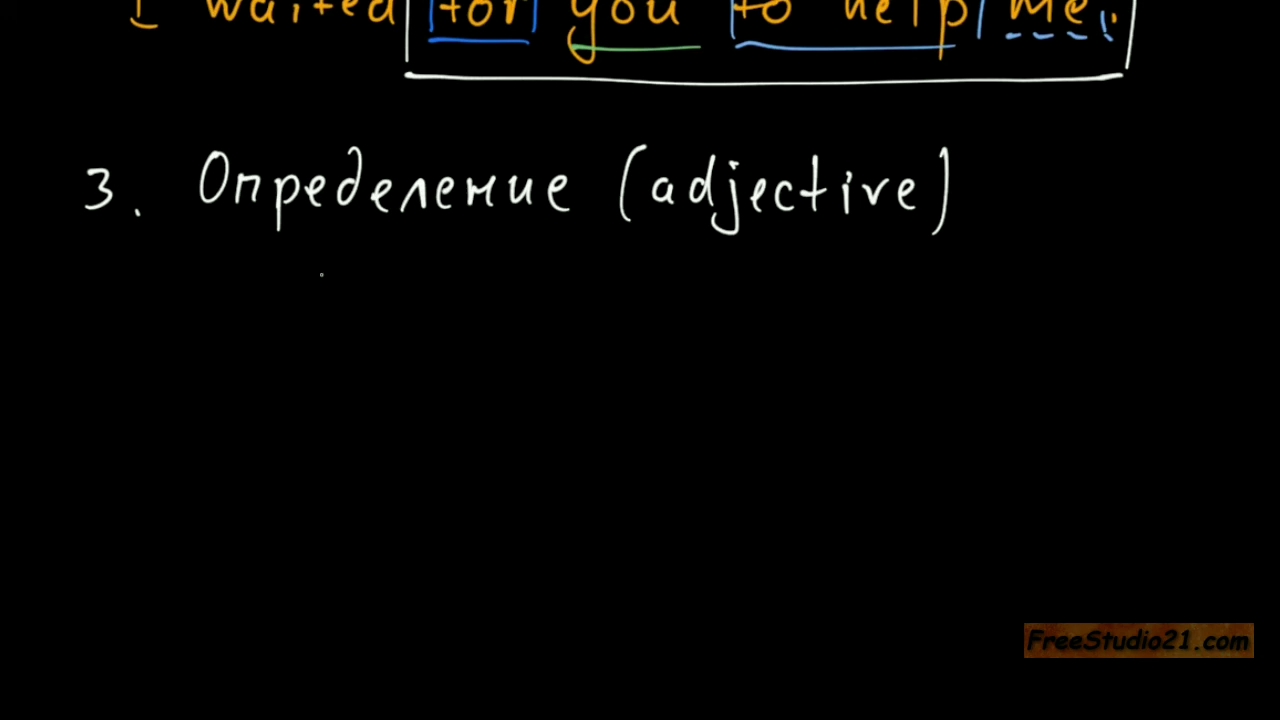 I waited for you to help me.
3. Определение (adjective)
FreeStudio21.com